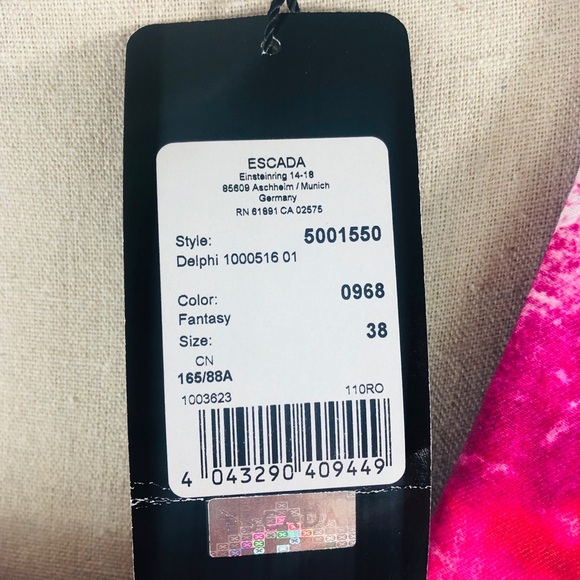 ESCADA
Einsteinring 14-18
85609 Aschheim / Munich
Germany
RN 61891 CA 02575
Style: 5001550
Delphi 1000516 01
Color: 0968
Fantasy
Size: 38
CN
165/88A
1003623 110RO
4 043290 409449